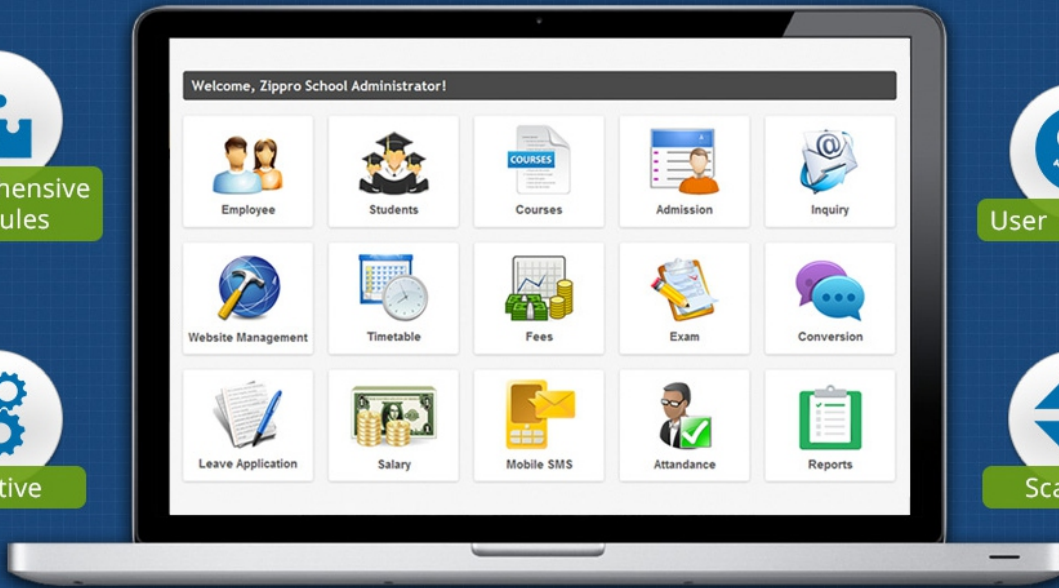 Welcome, Zippro School Administrator!
Employee
Students
COURSES
Courses
Admission
A
@
Inquiry
Website Management
Timetable
Fees
Exam
Conversion
Leave Application
Salary
Mobile SMS
Attandance
Reports
hensive
ules
User
tive
Sca